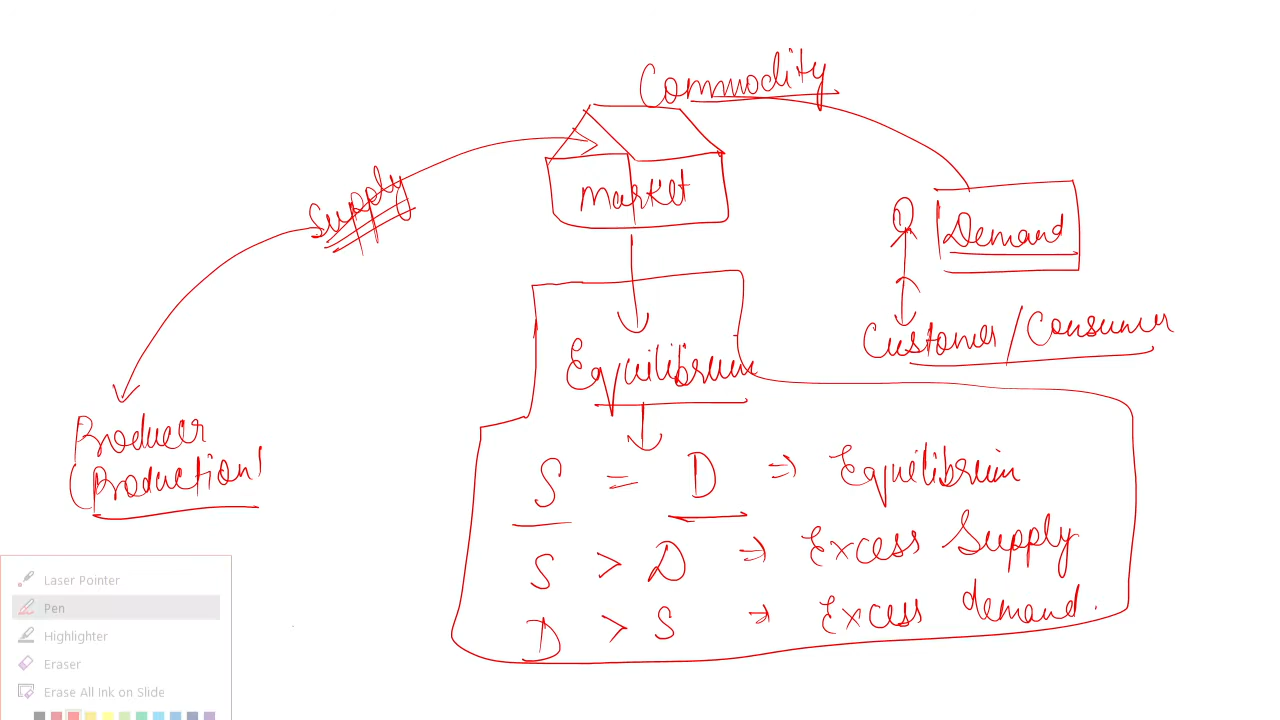 Commodity
Supply
Market
Demand
Customer/Consumer
Equilibrium
Producer
(Production)
S = D => Equilibrium
S > D => Excess Supply
D > S => Excess demand.
Laser Pointer
Pen
Highlighter
Eraser
Erase All Ink on Slide